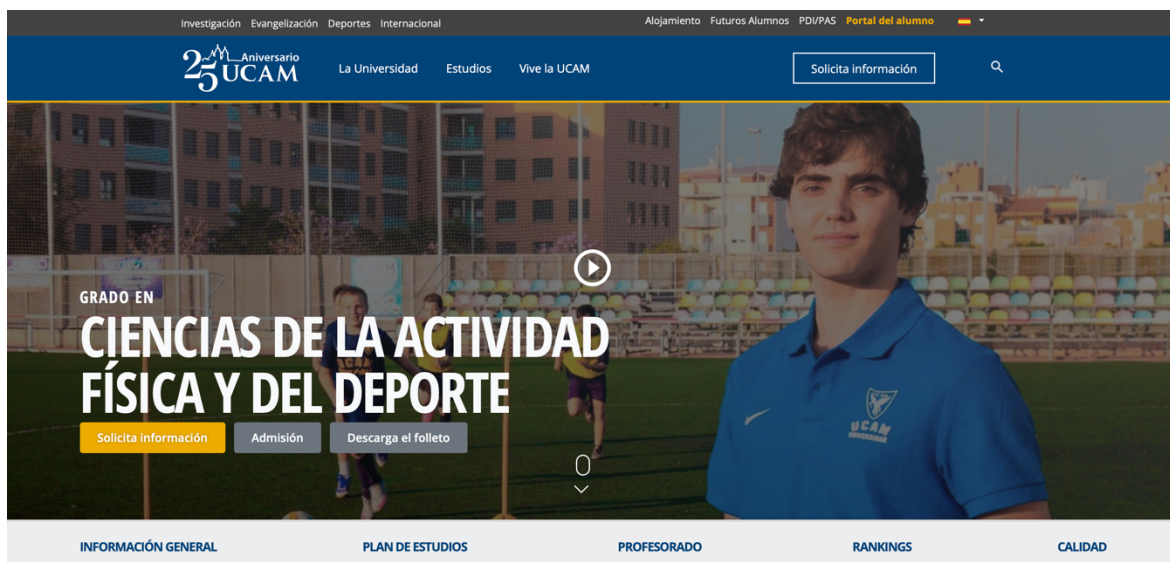 Investigación Evangelización Deportes Internacional
Alojamiento Futuros Alumnos PDI/PAS Portal del alumno
25 Aniversario
UCAM
La Universidad Estudios Vive la UCAM
Solicita información
GRADO EN
CIENCIAS DE LA ACTIVIDAD
FÍSICA Y DEL DEPORTE
Solicita información Admisión Descarga el folleto
UCAM
UNIVERSIDAD
INFORMACIÓN GENERAL PLAN DE ESTUDIOS PROFESORADO RANKINGS CALIDAD